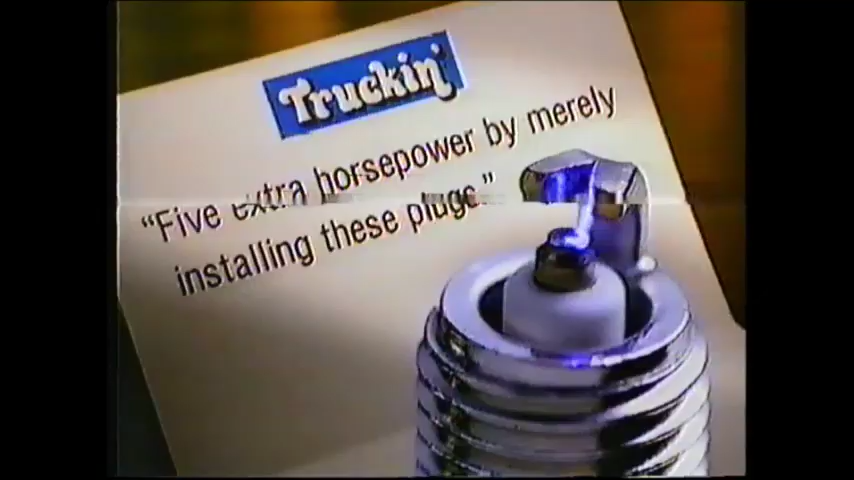 Truckin'
“Five extra horsepower by merely
installing these plugs.”